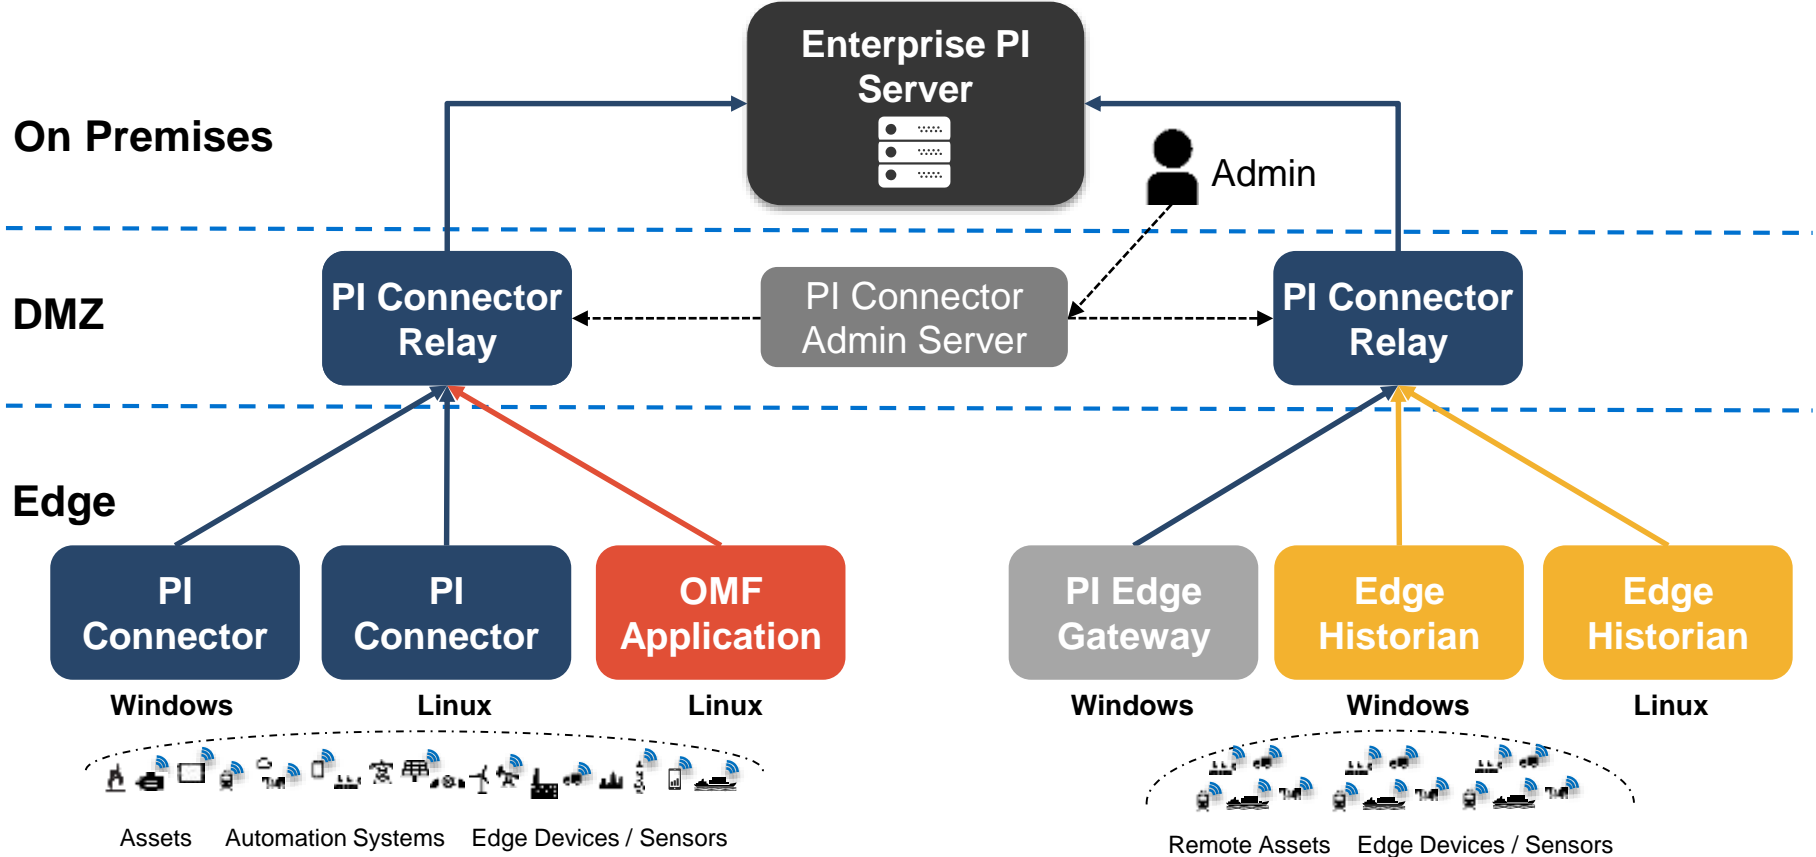 Enterprise PI
Server
On Premises
Admin
DMZ
PI Connector
Relay
PI Connector
Admin Server
PI Connector
Relay
Edge
PI
Connector
PI
Connector
OMF
Application
PI Edge
Gateway
Edge
Historian
Edge
Historian
Windows
Linux
Linux
Windows
Windows
Linux
Assets
Automation Systems
Edge Devices / Sensors
Remote Assets
Edge Devices / Sensors